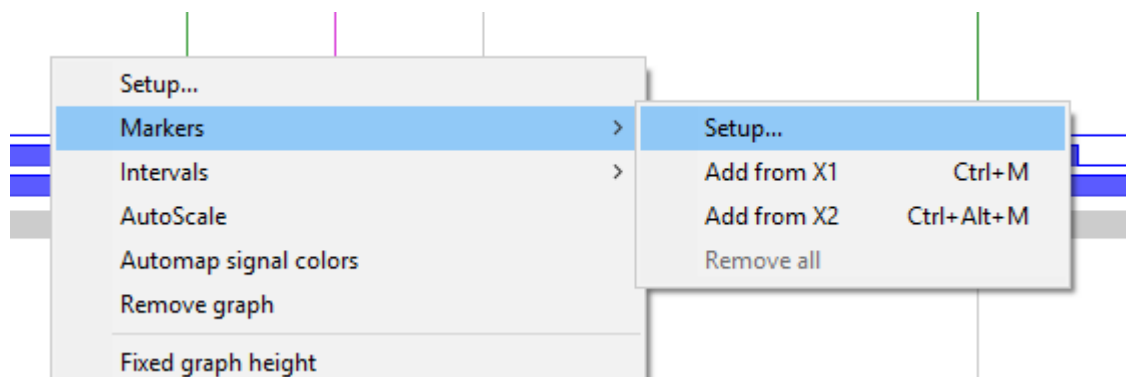 Setup...
Markers >
Intervals >
AutoScale
Automap signal colors
Remove graph
Fixed graph height
Setup...
Add from X1 Ctrl+M
Add from X2 Ctrl+Alt+M
Remove all